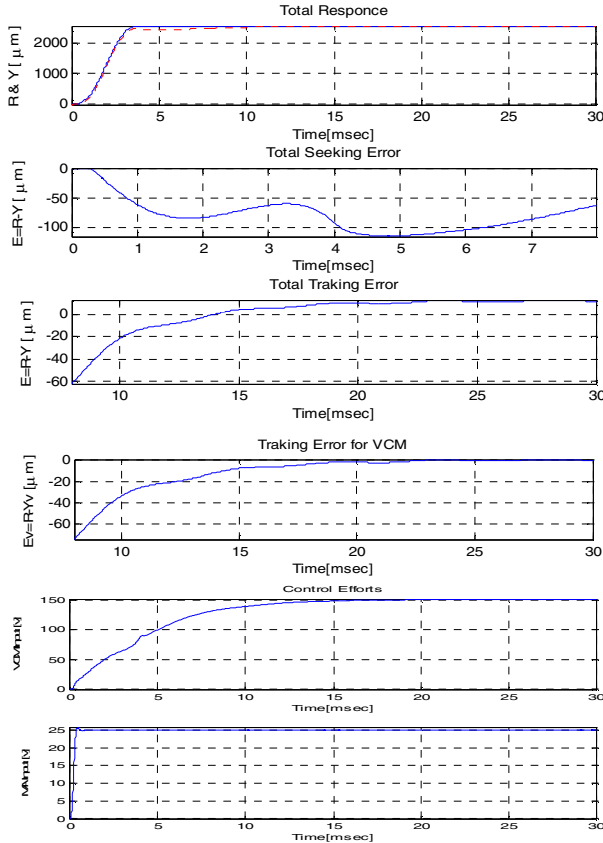 Total Responce
R & Y [ μ m ]
2000
1000
0
0 5 10 15 20 25 30
Time[msec]
Total Seeking Error
E=R-Y [ μ m ]
0
-50
-100
0 1 2 3 4 5 6 7
Time[msec]
Total Traking Error
E=R-Y [ μ m ]
0
-20
-40
-60
10 15 20 25 30
Time[msec]
Traking Error for VCM
Ev=R-Yv [ μ m ]
0
-20
-40
-60
10 15 20 25 30
Time[msec]
Control Efforts
VCM Input[v]
150
100
50
0
0 5 10 15 20 25 30
Time[msec]
MA Input[v]
25
20
15
10
5
0
0 5 10 15 20 25 30
Time[msec]